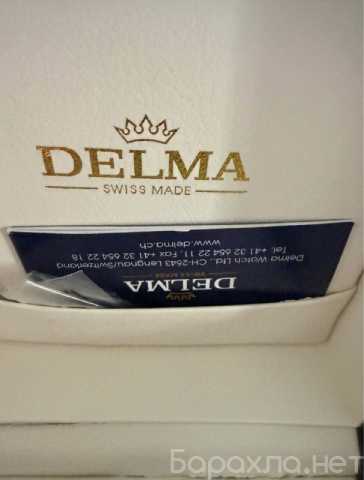 DELMA
SWISS MADE
DELMA
SWISS MADE
Delma Watch Ltd., CH-2543 Lengnau/Switzerland
Tel. +41 32 654 22 11, Fax +41 32 654 22 18
www.delma.ch
Барахла.нет